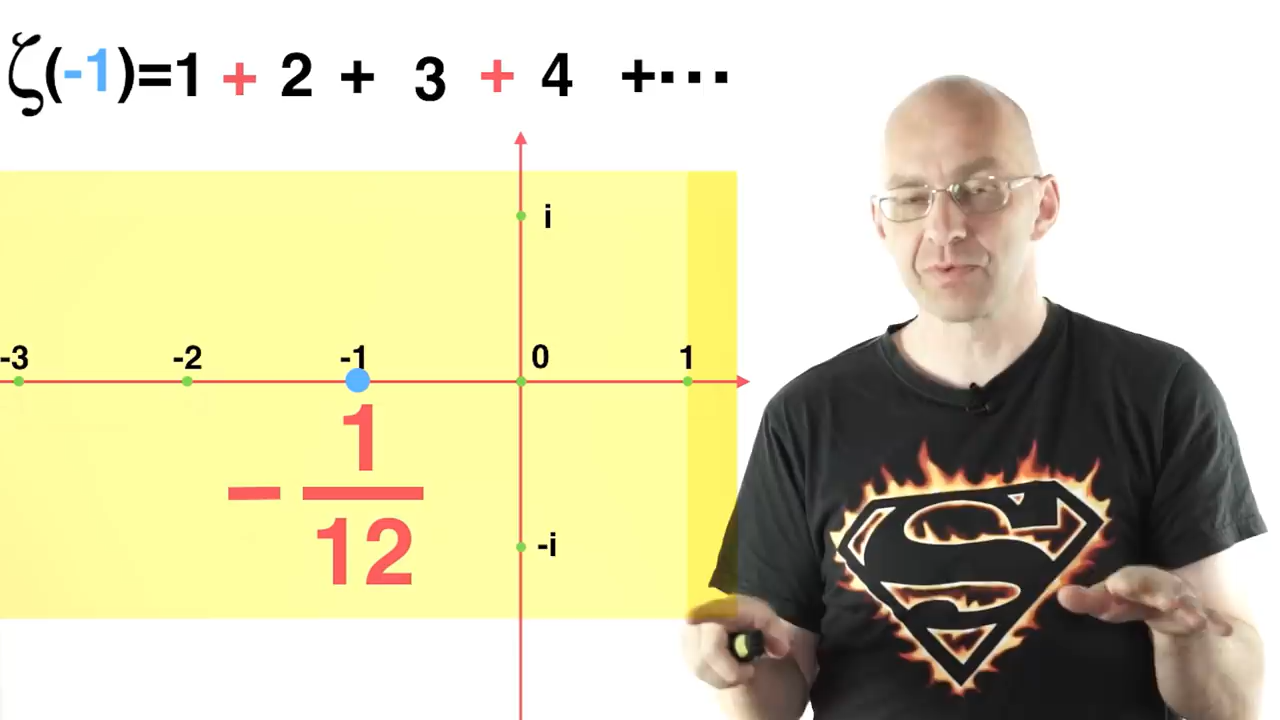 ζ(-1)=1 + 2 + 3 + 4 +···
i
-3 -2 -1 0 1
- 1/12
-i
S